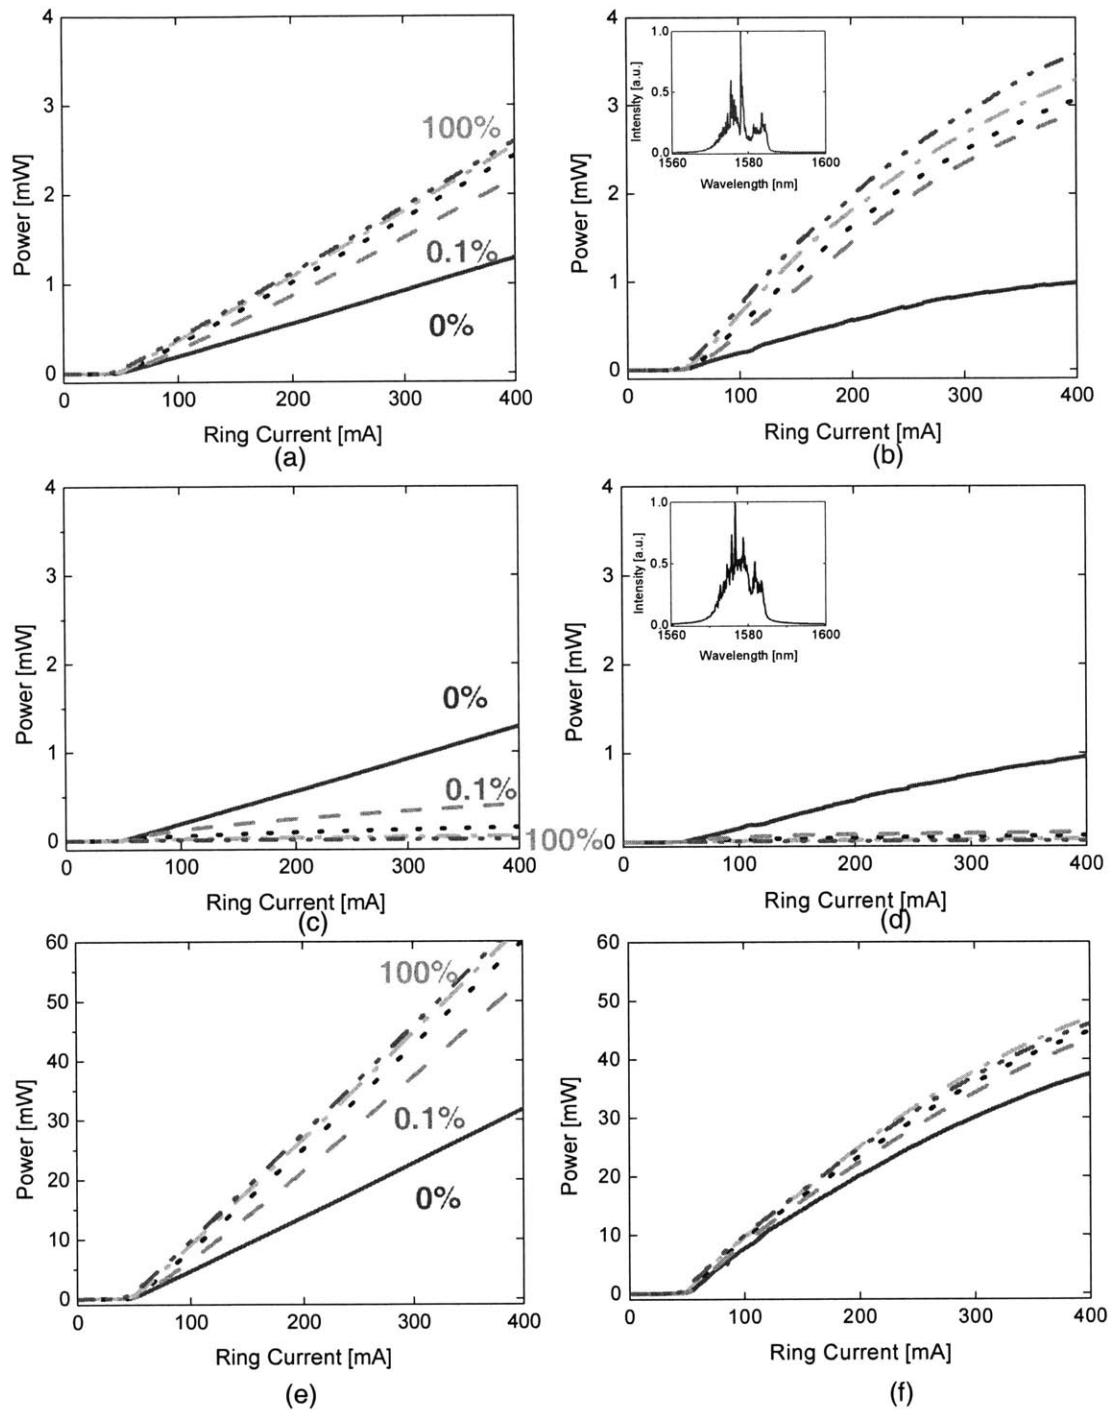 4
3
2
1
0
Power [mW]
100%
0.1%
0%
0 100 200 300 400
Ring Current [mA]
(a)
4
3
2
1
0
Power [mW]
1.0
0.5
0.0
Intensity [a.u.]
1560 1580 1600
Wavelength [nm]
0 100 200 300 400
Ring Current [mA]
(b)
4
3
2
1
0
Power [mW]
0%
0.1%
100%
0 100 200 300 400
Ring Current [mA]
(c)
4
3
2
1
0
Power [mW]
1.0
0.5
0.0
Intensity [a.u.]
1560 1580 1600
Wavelength [nm]
0 100 200 300 400
Ring Current [mA]
(d)
60
50
40
30
20
10
0
Power [mW]
100%
0.1%
0%
0 100 200 300 400
Ring Current [mA]
(e)
60
50
40
30
20
10
0
Power [mW]
0 100 200 300 400
Ring Current [mA]
(f)